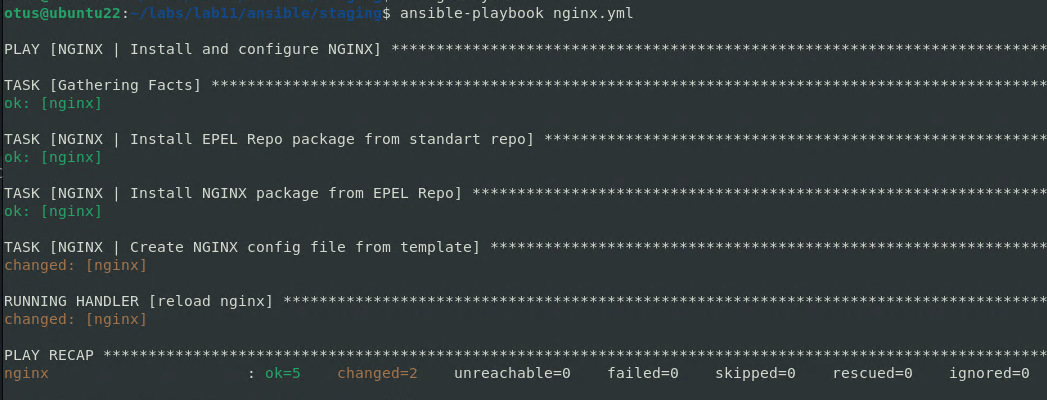 otus@ubuntu22:~/labs/lab11/ansible/staging$ ansible-playbook nginx.yml
PLAY [NGINX | Install and configure NGINX] *************************************************************************
TASK [Gathering Facts] *********************************************************************************************
ok: [nginx]
TASK [NGINX | Install EPEL Repo package from standart repo] ********************************************************
ok: [nginx]
TASK [NGINX | Install NGINX package from EPEL Repo] ****************************************************************
ok: [nginx]
TASK [NGINX | Create NGINX config file from template] **************************************************************
changed: [nginx]
RUNNING HANDLER [reload nginx] *************************************************************************************
changed: [nginx]
PLAY RECAP *********************************************************************************************************
nginx                      : ok=5    changed=2    unreachable=0    failed=0    skipped=0    rescued=0    ignored=0